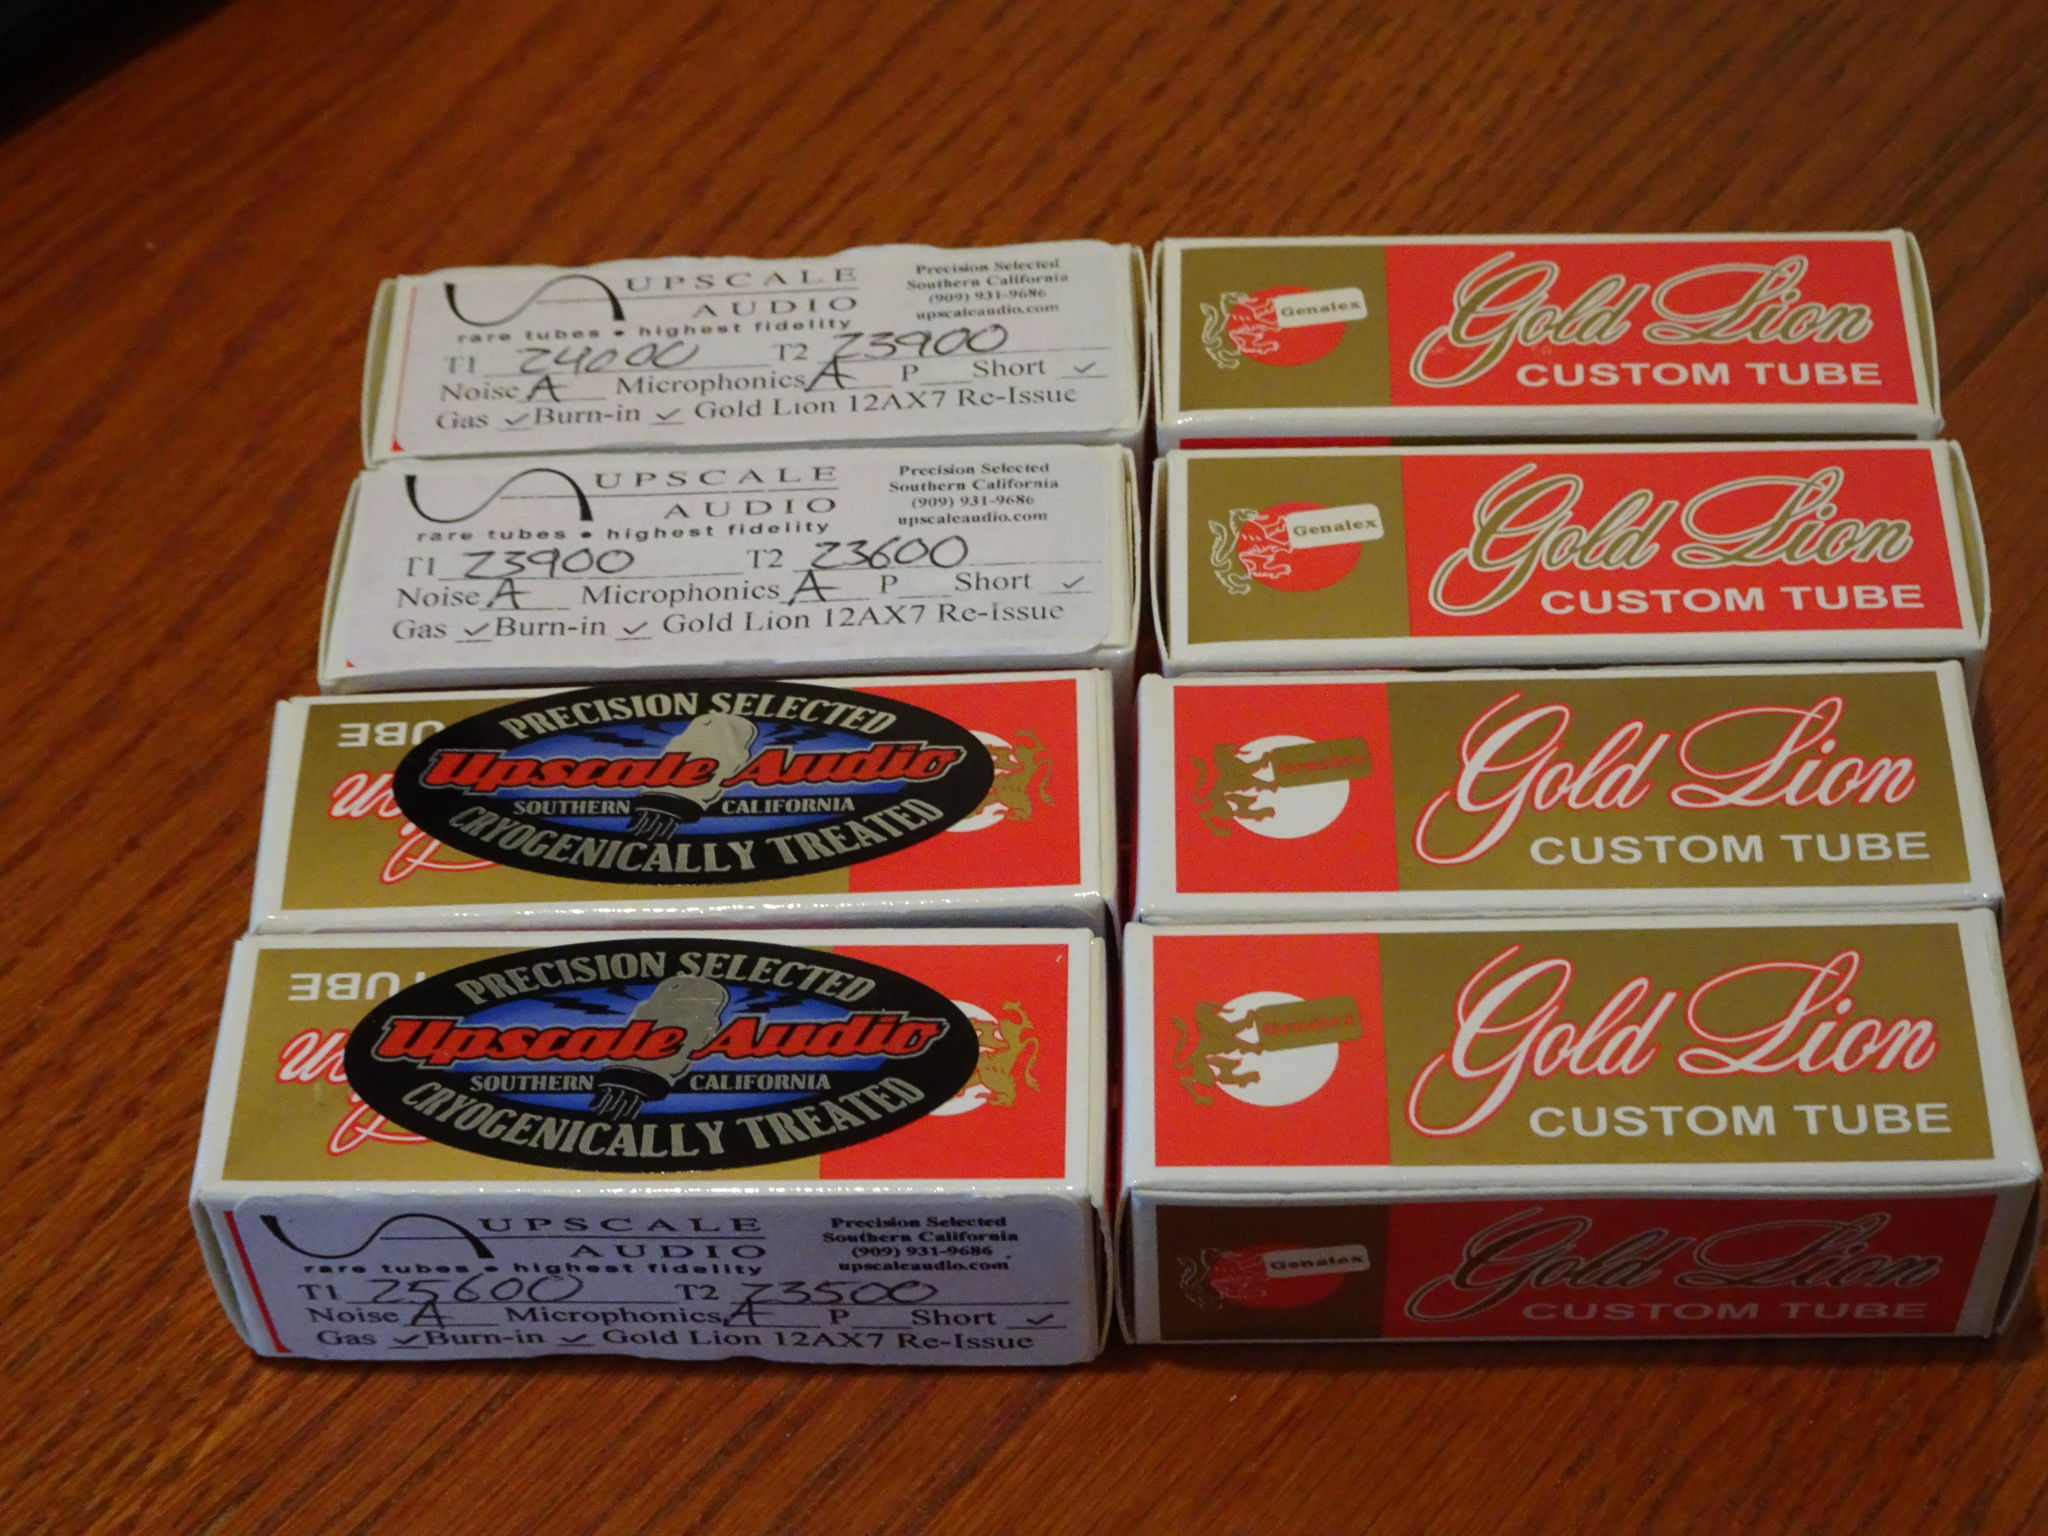 UPSCALE
AUDIO
rare tubes • highest fidelity
Precision Selected
Southern California
(909) 931-9686
upscaleaudio.com
T1 24000 T2 23900
Noise A Microphonics A P Short ✓
Gas ✓ Burn-in ✓ Gold Lion 12AX7 Re-Issue
Genalex
Gold Lion
CUSTOM TUBE
UPSCALE
AUDIO
rare tubes • highest fidelity
Precision Selected
Southern California
(909) 931-9686
upscaleaudio.com
T1 23900 T2 23600
Noise A Microphonics A P Short ✓
Gas ✓ Burn-in ✓ Gold Lion 12AX7 Re-Issue
Genalex
Gold Lion
CUSTOM TUBE
UBE
PRECISION SELECTED
Upscale Audio
SOUTHERN CALIFORNIA
CRYOGENICALLY TREATED
Genalex
Gold Lion
CUSTOM TUBE
TUBE
PRECISION SELECTED
Upscale Audio
SOUTHERN CALIFORNIA
CRYOGENICALLY TREATED
Genalex
Gold Lion
CUSTOM TUBE
UPSCALE
AUDIO
rare tubes • highest fidelity
Precision Selected
Southern California
(909) 931-9686
upscaleaudio.com
T1 25600 T2 23500
Noise A Microphonics A P Short ✓
Gas ✓ Burn-in ✓ Gold Lion 12AX7 Re-Issue
Genalex
Gold Lion
CUSTOM TUBE